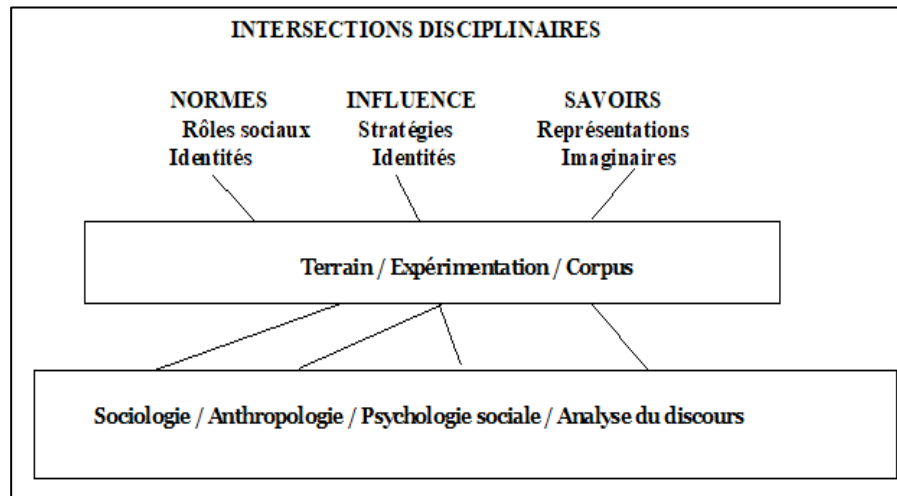 INTERSECTIONS DISCIPLINAIRES
NORMES INFLUENCE SAVOIRS
Rôles sociaux Stratégies Représentations
Identités Identités Imaginaires
Terrain / Expérimentation / Corpus
Sociologie / Anthropologie / Psychologie sociale / Analyse du discours